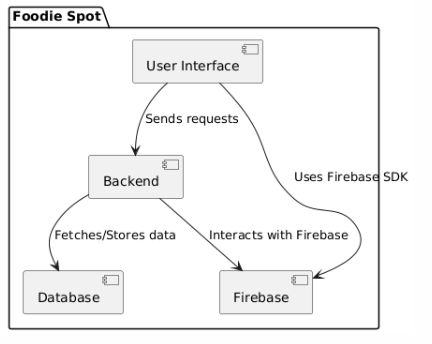 Foodie Spot
User Interface
Sends requests
Backend
Uses Firebase SDK
Fetches/Stores data
Interacts with Firebase
Database
Firebase